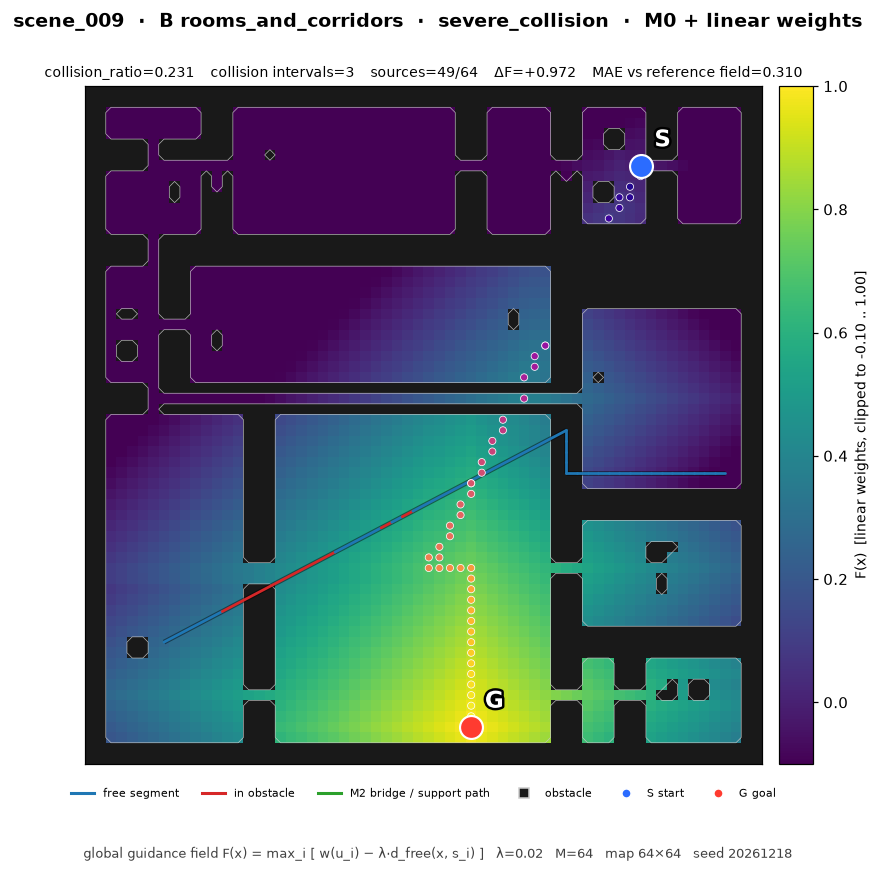 scene_009 · B rooms_and_corridors · severe_collision · M0 + linear weights
collision_ratio=0.231 collision intervals=3 sources=49/64 ΔF=+0.972 MAE vs reference field=0.310
S
G
1.0
0.8
0.6
0.4
0.2
0.0
F(x) [linear weights, clipped to -0.10 .. 1.00]
free segment
in obstacle
M2 bridge / support path
obstacle
S start
G goal
global guidance field F(x) = max_i [ w(u_i) − λ·d_free(x, s_i) ] λ=0.02 M=64 map 64×64 seed 20261218